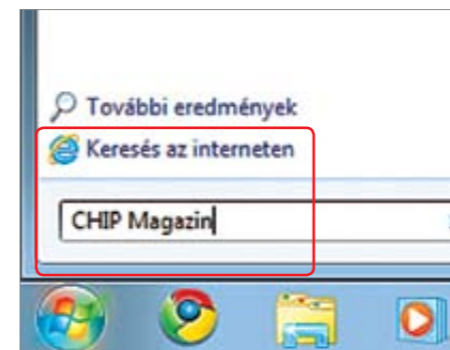 További eredmények
Keresés az interneten
CHIP Magazin